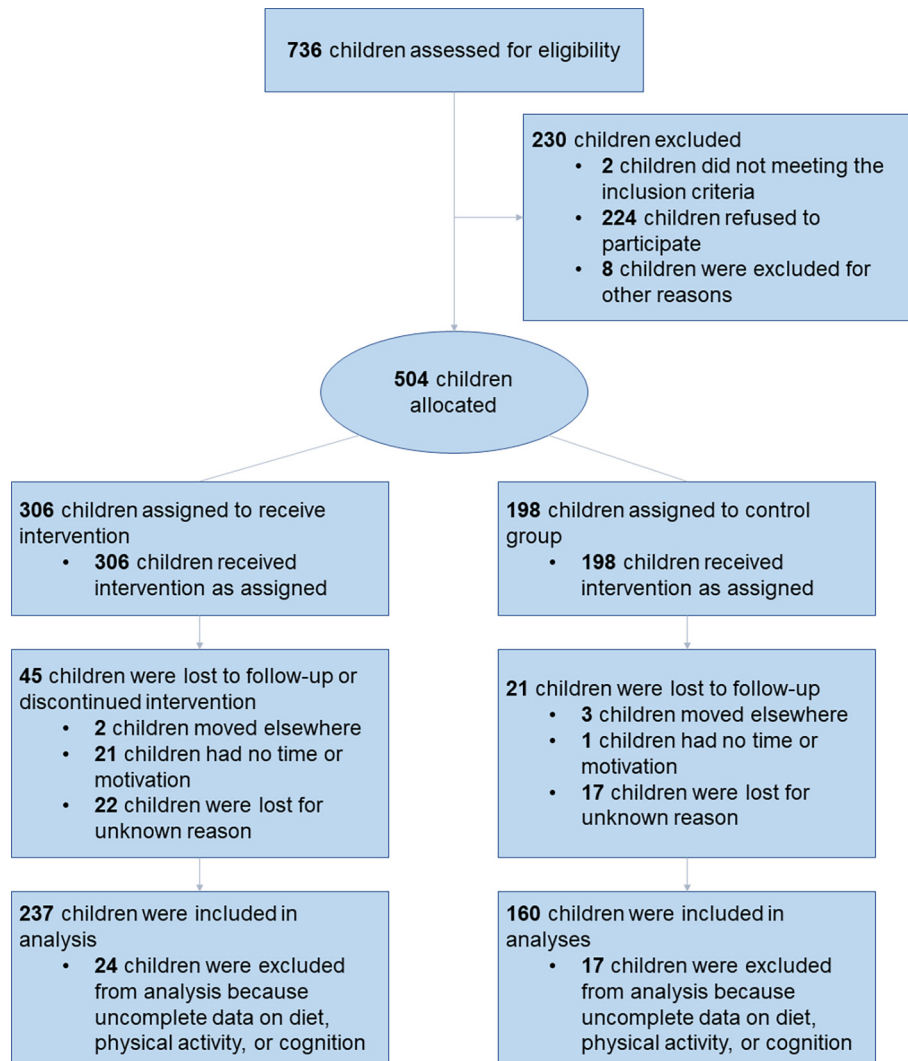 736 children assessed for eligibility
230 children excluded
• 2 children did not meeting the
inclusion criteria
• 224 children refused to
participate
• 8 children were excluded for
other reasons
504 children
allocated
306 children assigned to receive
intervention
• 306 children received
intervention as assigned
198 children assigned to control
group
• 198 children received
intervention as assigned
45 children were lost to follow-up or
discontinued intervention
• 2 children moved elsewhere
• 21 children had no time or
motivation
• 22 children were lost for
unknown reason
21 children were lost to follow-up
• 3 children moved elsewhere
• 1 children had no time or
motivation
• 17 children were lost for
unknown reason
237 children were included in
analysis
• 24 children were excluded
from analysis because
uncomplete data on diet,
physical activity, or cognition
160 children were included in
analyses
• 17 children were excluded
from analysis because
uncomplete data on diet,
physical activity, or cognition